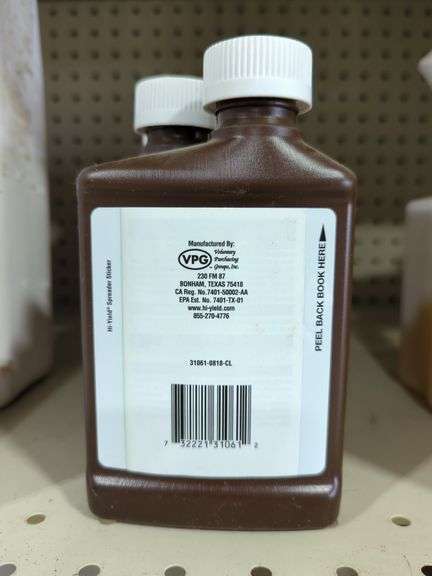 Manufactured By:
VPG
Voluntary
Purchasing
Groups, Inc.
230 FM 87
BONHAM, TEXAS 75418
CA Reg. No.7401-50002-AA
EPA Est. No. 7401-TX-01
www.hi-yield.com
855-270-4776
31061-0818-CL
7 32221 31061 2
Hi-Yield® Spreader Sticker
PEEL BACK BOOK HERE